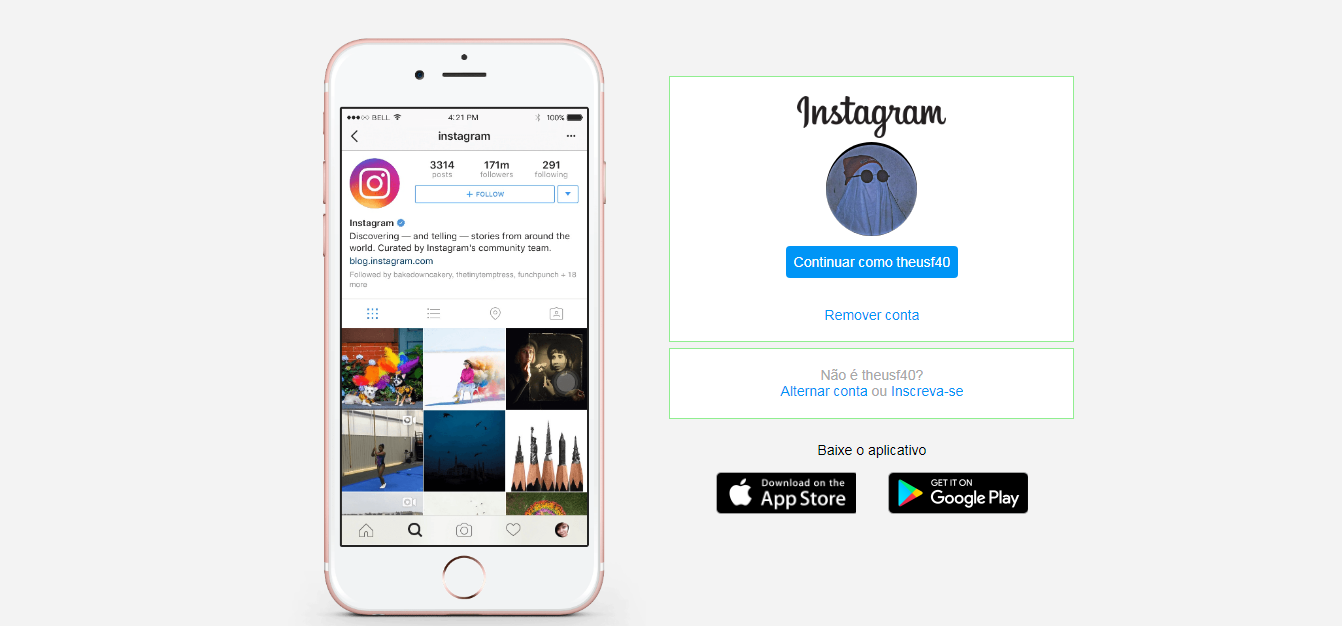 BELL 4:21 PM 100%
instagram
3314 171m 291
posts followers following
+ FOLLOW
Instagram
Discovering — and telling — stories from around the
world. Curated by Instagram's community team.
blog.instagram.com
Followed by bakedowncakery, thetinytemptress, funchpunch + 18
more
Instagram
Continuar como theusf40
Remover conta
Não é theusf40?
Alternar conta ou Inscreva-se
Baixe o aplicativo
Download on the
App Store
GET IT ON
Google Play